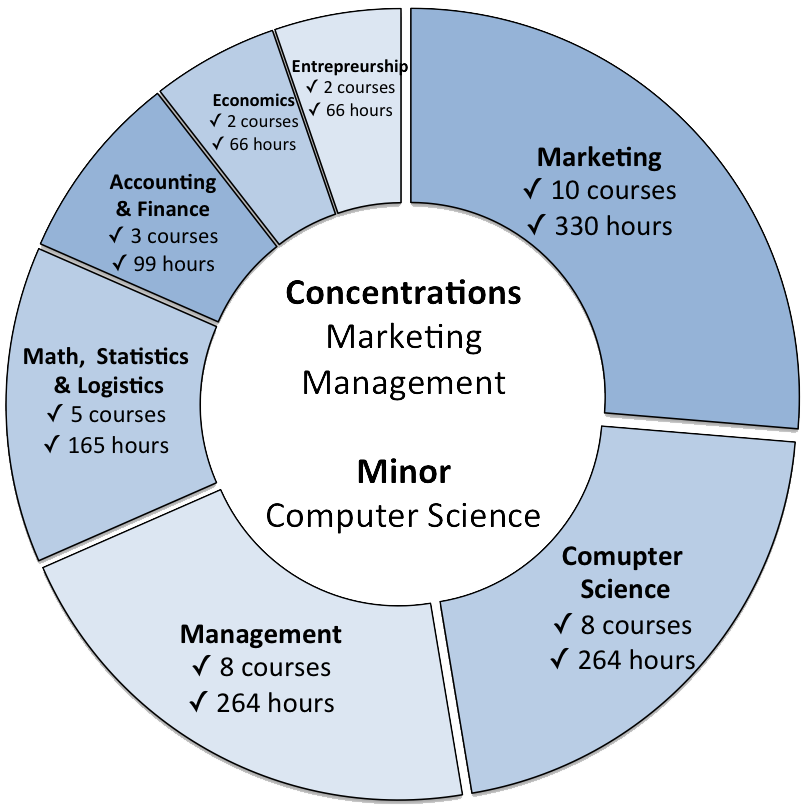 Entrepreurship
✓ 2 courses
✓ 66 hours
Economics
✓ 2 courses
✓ 66 hours
Marketing
✓ 10 courses
✓ 330 hours
Accounting
& Finance
✓ 3 courses
✓ 99 hours
Concentrations
Marketing
Management
Minor
Computer Science
Math, Statistics
& Logistics
✓ 5 courses
✓ 165 hours
Comupter
Science
✓ 8 courses
✓ 264 hours
Management
✓ 8 courses
✓ 264 hours